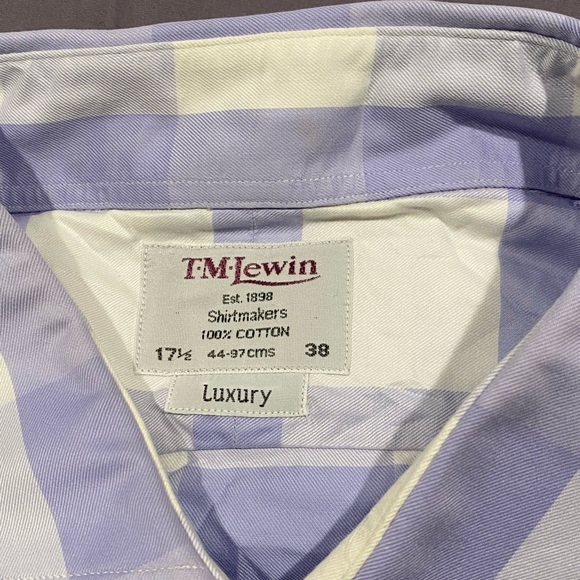 T·M·Lewin
Est. 1898
Shirtmakers
100% COTTON
17½ 44-97cms 38
Luxury